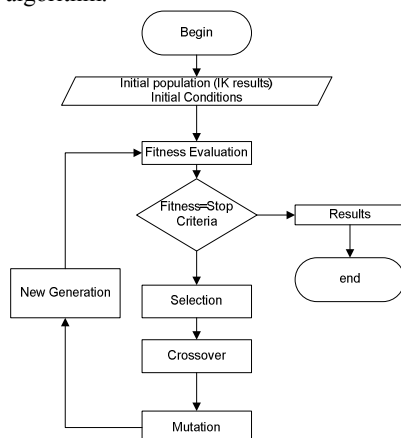 algorithm.
Begin
Initial population (IK results)
Initial Conditions
Fitness Evaluation
Fitness=Stop
Criteria
Results
end
New Generation
Selection
Crossover
Mutation